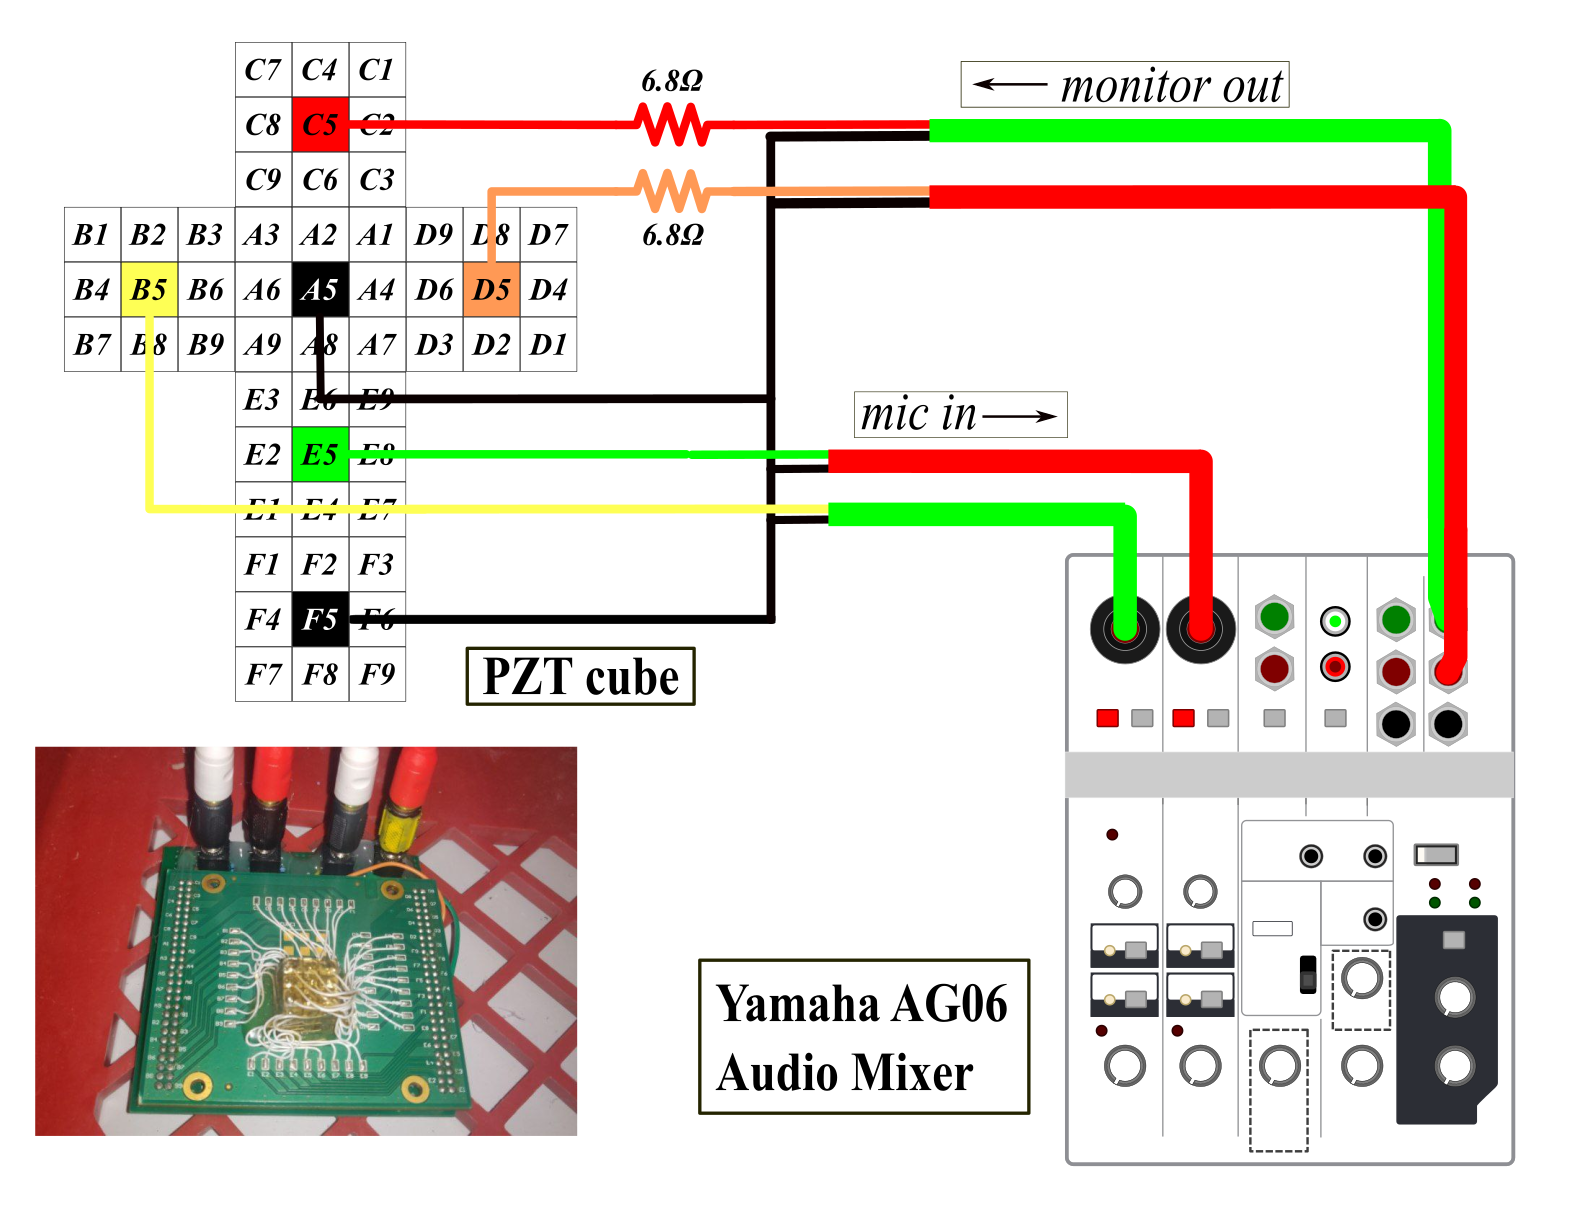 C7 C4 C1
C8 C5 C2
C9 C6 C3
B1 B2 B3 A3 A2 A1 D9 D8 D7
B4 B5 B6 A6 A5 A4 D6 D5 D4
B7 B8 B9 A9 A8 A7 D3 D2 D1
E3 E6 E9
E2 E5 E8
E1 E4 E7
F1 F2 F3
F4 F5 F6
F7 F8 F9
6.8Ω
6.8Ω
← monitor out
mic in →
PZT cube
Yamaha AG06
Audio Mixer